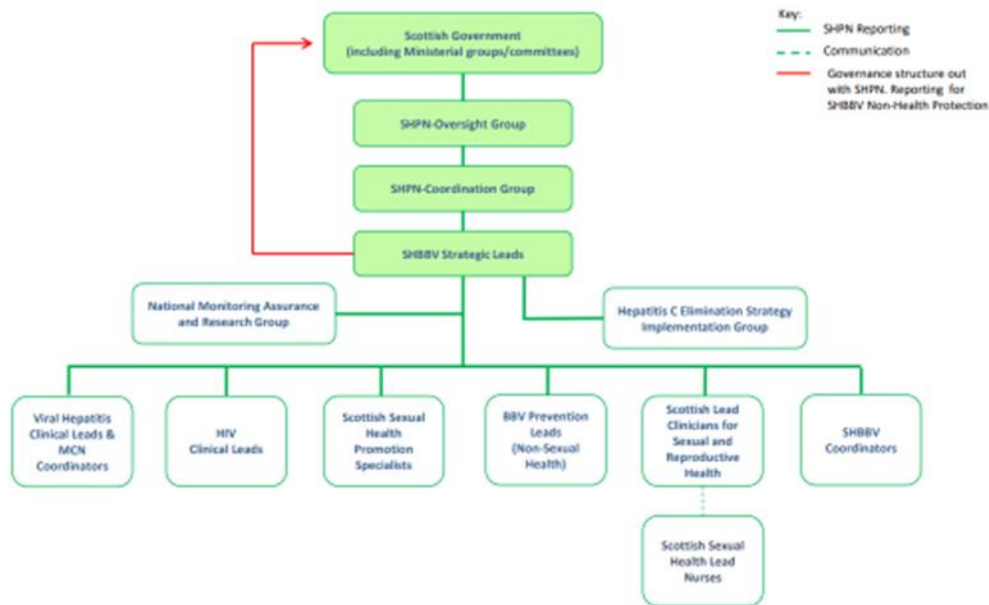 Key:
SHPN Reporting
Communication
Governance structure out
with SHPN. Reporting for
SHBBV Non-Health Protection
Scottish Government
(including Ministerial groups/committees)
SHPN-Oversight Group
SHPN-Coordination Group
SHBBV Strategic Leads
National Monitoring Assurance
and Research Group
Hepatitis C Elimination Strategy
Implementation Group
Viral Hepatitis
Clinical Leads &
MCN
Coordinators
HIV
Clinical Leads
Scottish Sexual
Health
Promotion
Specialists
BBV Prevention
Leads
(Non-Sexual
Health)
Scottish Lead
Clinicians for
Sexual and
Reproductive
Health
SHBBV
Coordinators
Scottish Sexual
Health Lead
Nurses